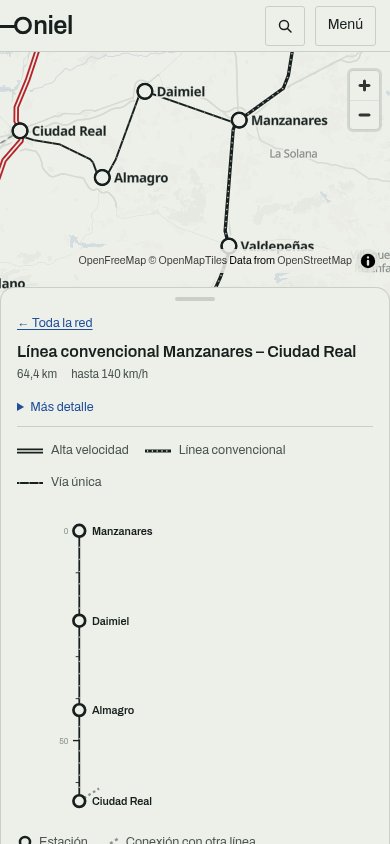 Oniel
Menú
Daimiel
Ciudad Real
Manzanares
La Solana
Almagro
Valdepeñas
OpenFreeMap © OpenMapTiles Data from OpenStreetMap
← Toda la red
Línea convencional Manzanares – Ciudad Real
64,4 km hasta 140 km/h
Más detalle
Alta velocidad Línea convencional
Vía única
0 Manzanares
Daimiel
Almagro
50
Ciudad Real
Estación Conexión con otra línea